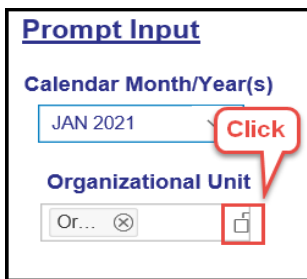 Prompt Input
Calendar Month/Year(s)
JAN 2021
Click
Organizational Unit
Or...